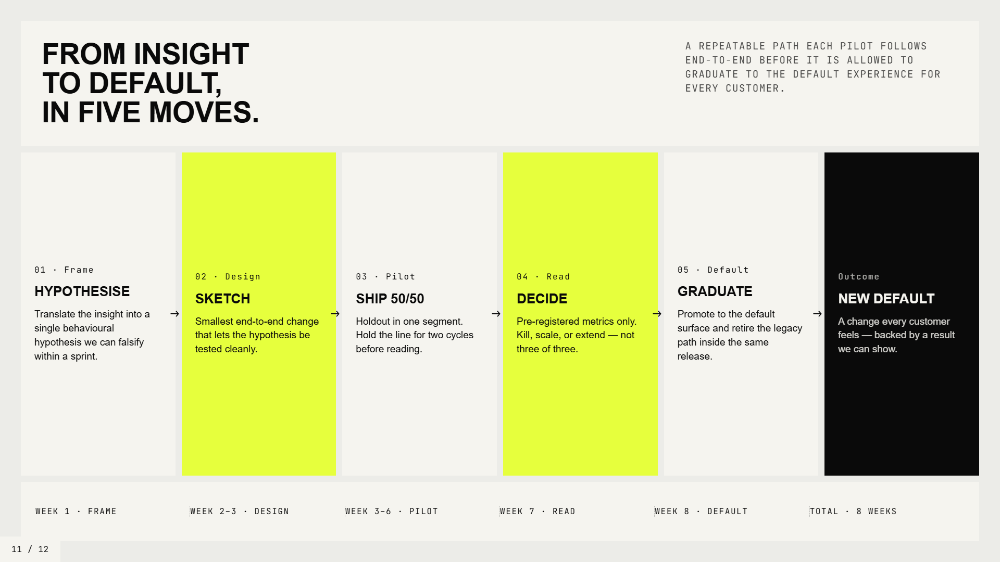 FROM INSIGHT
TO DEFAULT,
IN FIVE MOVES.
A REPEATABLE PATH EACH PILOT FOLLOWS
END-TO-END BEFORE IT IS ALLOWED TO
GRADUATE TO THE DEFAULT EXPERIENCE FOR
EVERY CUSTOMER.
01 · Frame
HYPOTHESISE
Translate the insight into a
single behavioural
hypothesis we can falsify
within a sprint.
→
02 · Design
SKETCH
Smallest end-to-end change
that lets the hypothesis be
tested cleanly.
→
03 · Pilot
SHIP 50/50
Holdout in one segment.
Hold the line for two cycles
before reading.
→
04 · Read
DECIDE
Pre-registered metrics only.
Kill, scale, or extend — not
three of three.
→
05 · Default
GRADUATE
Promote to the default
surface and retire the legacy
path inside the same
release.
→
Outcome
NEW DEFAULT
A change every customer
feels — backed by a result
we can show.
WEEK 1 · FRAME
WEEK 2–3 · DESIGN
WEEK 3–6 · PILOT
WEEK 7 · READ
WEEK 8 · DEFAULT
TOTAL · 8 WEEKS
11 / 12